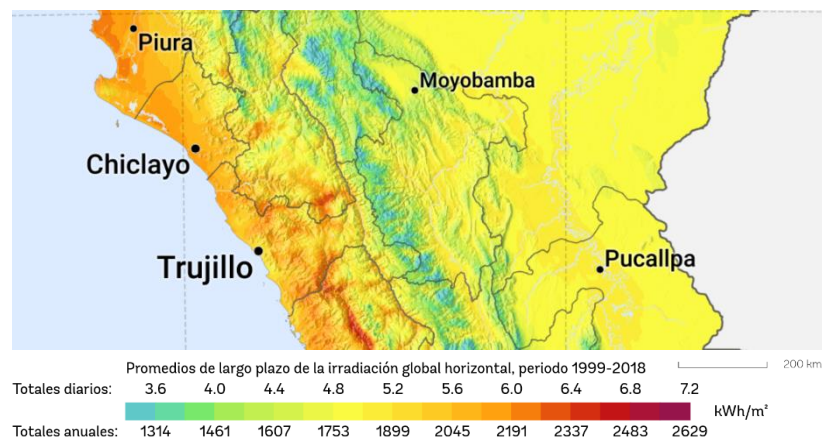 Piura
Moyobamba
Chiclayo
Trujillo
Pucallpa
Promedios de largo plazo de la irradiación global horizontal, periodo 1999-2018
200 km
Totales diarios: 3.6 4.0 4.4 4.8 5.2 5.6 6.0 6.4 6.8 7.2
kWh/m²
Totales anuales: 1314 1461 1607 1753 1899 2045 2191 2337 2483 2629